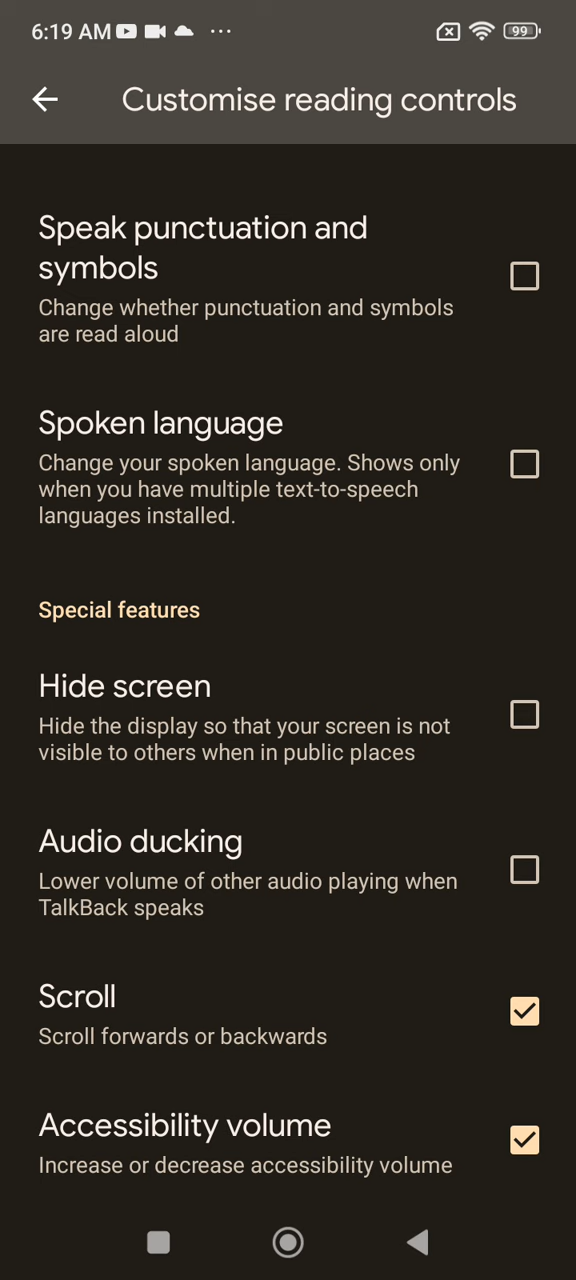 6:19 AM
99
Customise reading controls
Speak punctuation and
symbols
Change whether punctuation and symbols
are read aloud
Spoken language
Change your spoken language. Shows only
when you have multiple text-to-speech
languages installed.
Special features
Hide screen
Hide the display so that your screen is not
visible to others when in public places
Audio ducking
Lower volume of other audio playing when
TalkBack speaks
Scroll
Scroll forwards or backwards
Accessibility volume
Increase or decrease accessibility volume